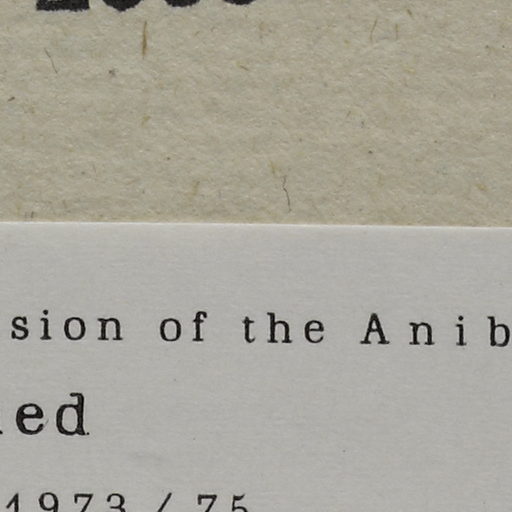 sion of the Anib
ed
1973 / 75